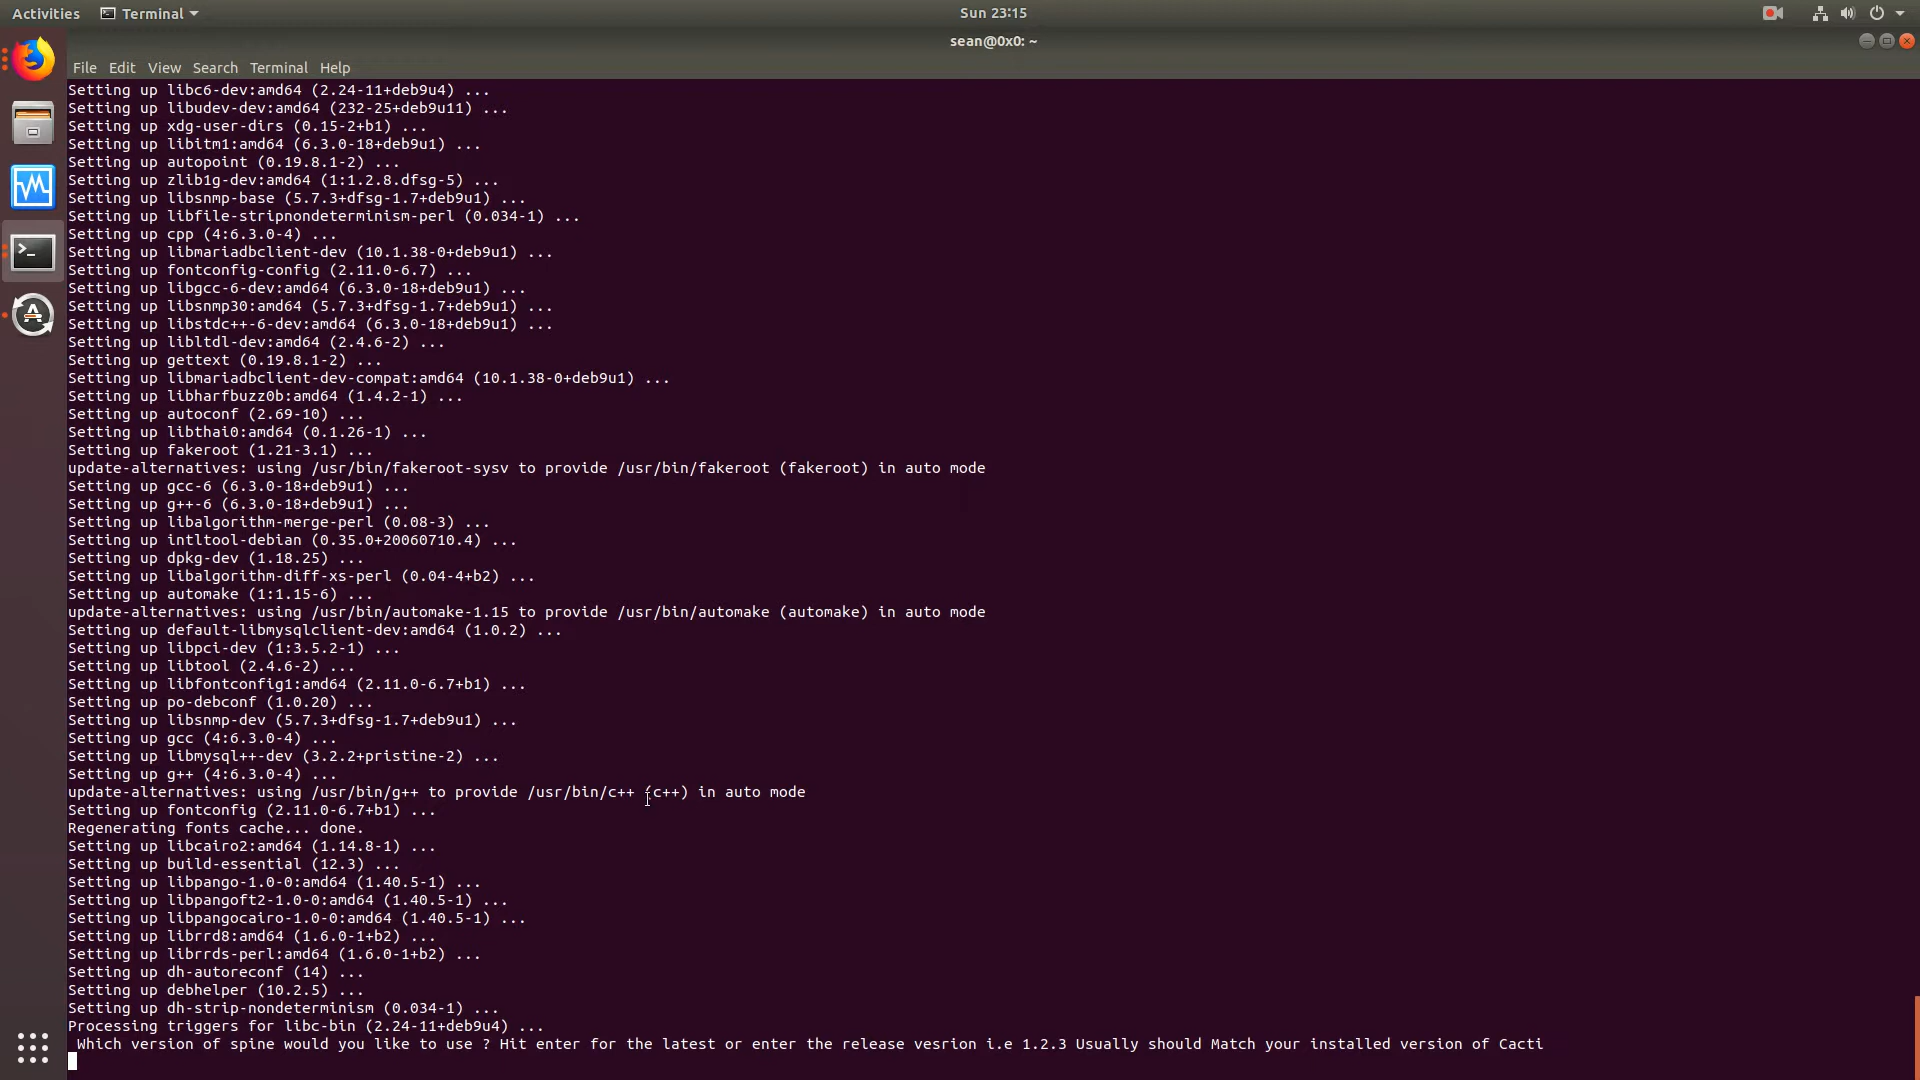 Activities Terminal Sun 23:15
sean@0x0: ~
File Edit View Search Terminal Help
Setting up libc6-dev:amd64 (2.24-11+deb9u4) ...
Setting up libudev-dev:amd64 (232-25+deb9u11) ...
Setting up xdg-user-dirs (0.15-2+b1) ...
Setting up libitm1:amd64 (6.3.0-18+deb9u1) ...
Setting up autopoint (0.19.8.1-2) ...
Setting up zlib1g-dev:amd64 (1:1.2.8.dfsg-5) ...
Setting up libsnmp-base (5.7.3+dfsg-1.7+deb9u1) ...
Setting up libfile-stripnondeterminism-perl (0.034-1) ...
Setting up cpp (4:6.3.0-4) ...
Setting up libmariadbclient-dev (10.1.38-0+deb9u1) ...
Setting up fontconfig-config (2.11.0-6.7) ...
Setting up libgcc-6-dev:amd64 (6.3.0-18+deb9u1) ...
Setting up libsnmp30:amd64 (5.7.3+dfsg-1.7+deb9u1) ...
Setting up libstdc++-6-dev:amd64 (6.3.0-18+deb9u1) ...
Setting up libltdl-dev:amd64 (2.4.6-2) ...
Setting up gettext (0.19.8.1-2) ...
Setting up libmariadbclient-dev-compat:amd64 (10.1.38-0+deb9u1) ...
Setting up libharfbuzz0b:amd64 (1.4.2-1) ...
Setting up autoconf (2.69-10) ...
Setting up libthai0:amd64 (0.1.26-1) ...
Setting up fakeroot (1.21-3.1) ...
update-alternatives: using /usr/bin/fakeroot-sysv to provide /usr/bin/fakeroot (fakeroot) in auto mode
Setting up gcc-6 (6.3.0-18+deb9u1) ...
Setting up g++-6 (6.3.0-18+deb9u1) ...
Setting up libalgorithm-merge-perl (0.08-3) ...
Setting up intltool-debian (0.35.0+20060710.4) ...
Setting up dpkg-dev (1.18.25) ...
Setting up libalgorithm-diff-xs-perl (0.04-4+b2) ...
Setting up automake (1:1.15-6) ...
update-alternatives: using /usr/bin/automake-1.15 to provide /usr/bin/automake (automake) in auto mode
Setting up default-libmysqlclient-dev:amd64 (1.0.2) ...
Setting up libpci-dev (1:3.5.2-1) ...
Setting up libtool (2.4.6-2) ...
Setting up libfontconfig1:amd64 (2.11.0-6.7+b1) ...
Setting up po-debconf (1.0.20) ...
Setting up libsnmp-dev (5.7.3+dfsg-1.7+deb9u1) ...
Setting up gcc (4:6.3.0-4) ...
Setting up libmysql++-dev (3.2.2+pristine-2) ...
Setting up g++ (4:6.3.0-4) ...
update-alternatives: using /usr/bin/g++ to provide /usr/bin/c++ (c++) in auto mode
Setting up fontconfig (2.11.0-6.7+b1) ...
Regenerating fonts cache... done.
Setting up libcairo2:amd64 (1.14.8-1) ...
Setting up build-essential (12.3) ...
Setting up libpango-1.0-0:amd64 (1.40.5-1) ...
Setting up libpangoft2-1.0-0:amd64 (1.40.5-1) ...
Setting up libpangocairo-1.0-0:amd64 (1.40.5-1) ...
Setting up librrd8:amd64 (1.6.0-1+b2) ...
Setting up librrds-perl:amd64 (1.6.0-1+b2) ...
Setting up dh-autoreconf (14) ...
Setting up debhelper (10.2.5) ...
Setting up dh-strip-nondeterminism (0.034-1) ...
Processing triggers for libc-bin (2.24-11+deb9u4) ...
Which version of spine would you like to use ? Hit enter for the latest or enter the release vesrion i.e 1.2.3 Usually should Match your installed version of Cacti